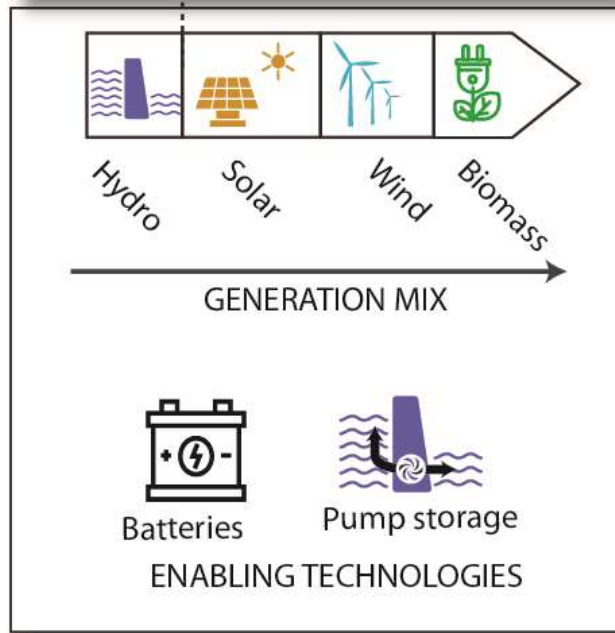 Hydro
Solar
Wind
Biomass
GENERATION MIX
Batteries
Pump storage
ENABLING TECHNOLOGIES